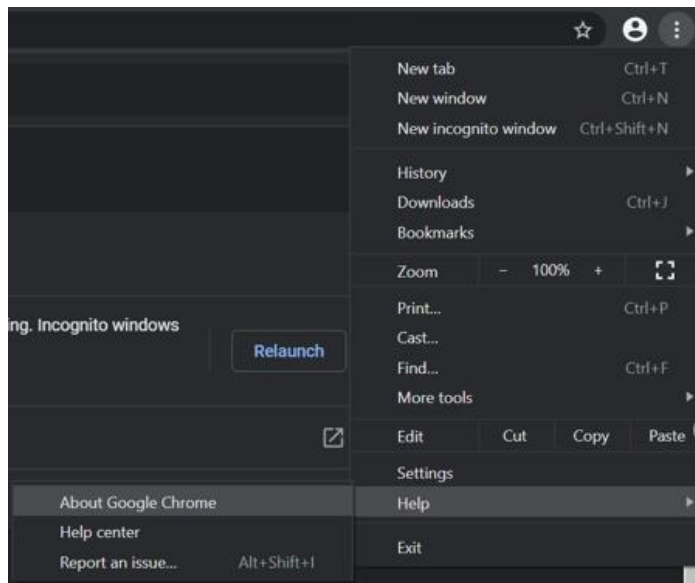 New tab Ctrl+T
New window Ctrl+N
New incognito window Ctrl+Shift+N
History
Downloads Ctrl+J
Bookmarks
Zoom - 100% +
Print... Ctrl+P
Cast...
Find... Ctrl+F
More tools
Edit Cut Copy Paste
Settings
Help
Exit
ing. Incognito windows
Relaunch
About Google Chrome
Help center
Report an issue... Alt+Shift+I